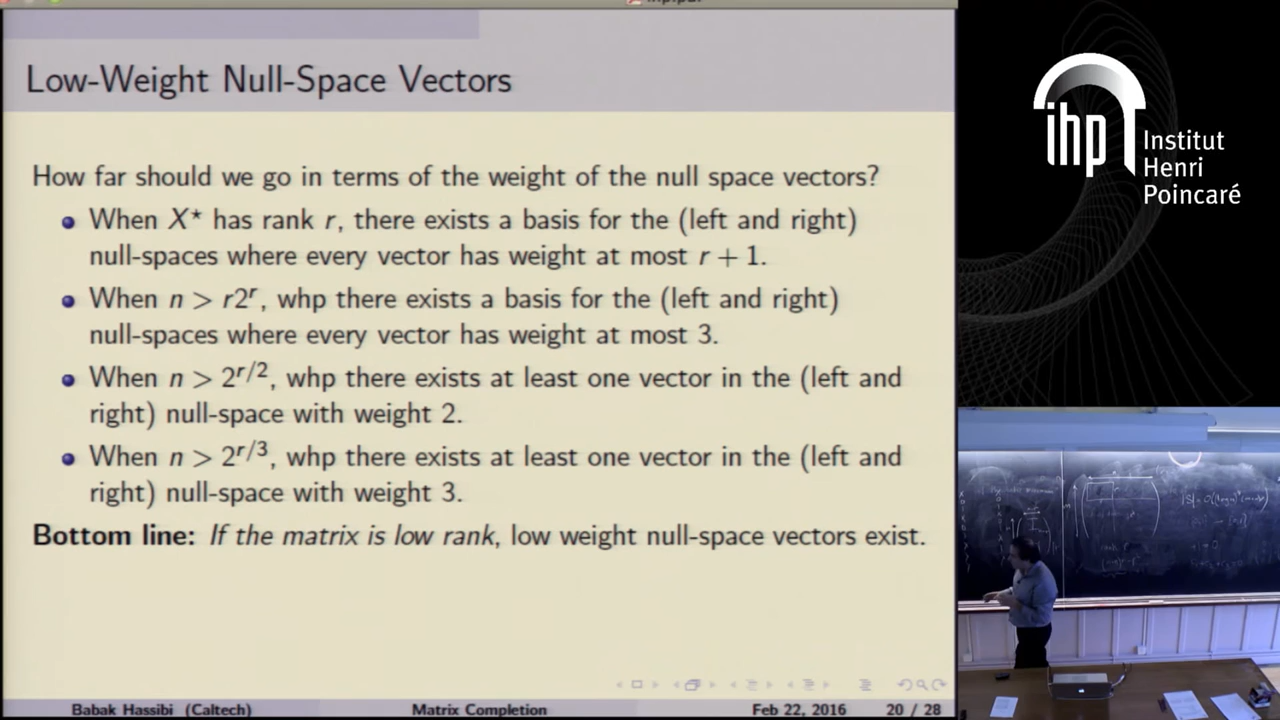 Low-Weight Null-Space Vectors
How far should we go in terms of the weight of the null space vectors?
When X* has rank r, there exists a basis for the (left and right)
null-spaces where every vector has weight at most r + 1.
When n > r2^r, whp there exists a basis for the (left and right)
null-spaces where every vector has weight at most 3.
When n > 2^{r/2}, whp there exists at least one vector in the (left and
right) null-space with weight 2.
When n > 2^{r/3}, whp there exists at least one vector in the (left and
right) null-space with weight 3.
Bottom line: If the matrix is low rank, low weight null-space vectors exist.
Babak Hassibi (Caltech)
Matrix Completion
Feb 22, 2016
20 / 28
ihp
Institut
Henri
Poincaré